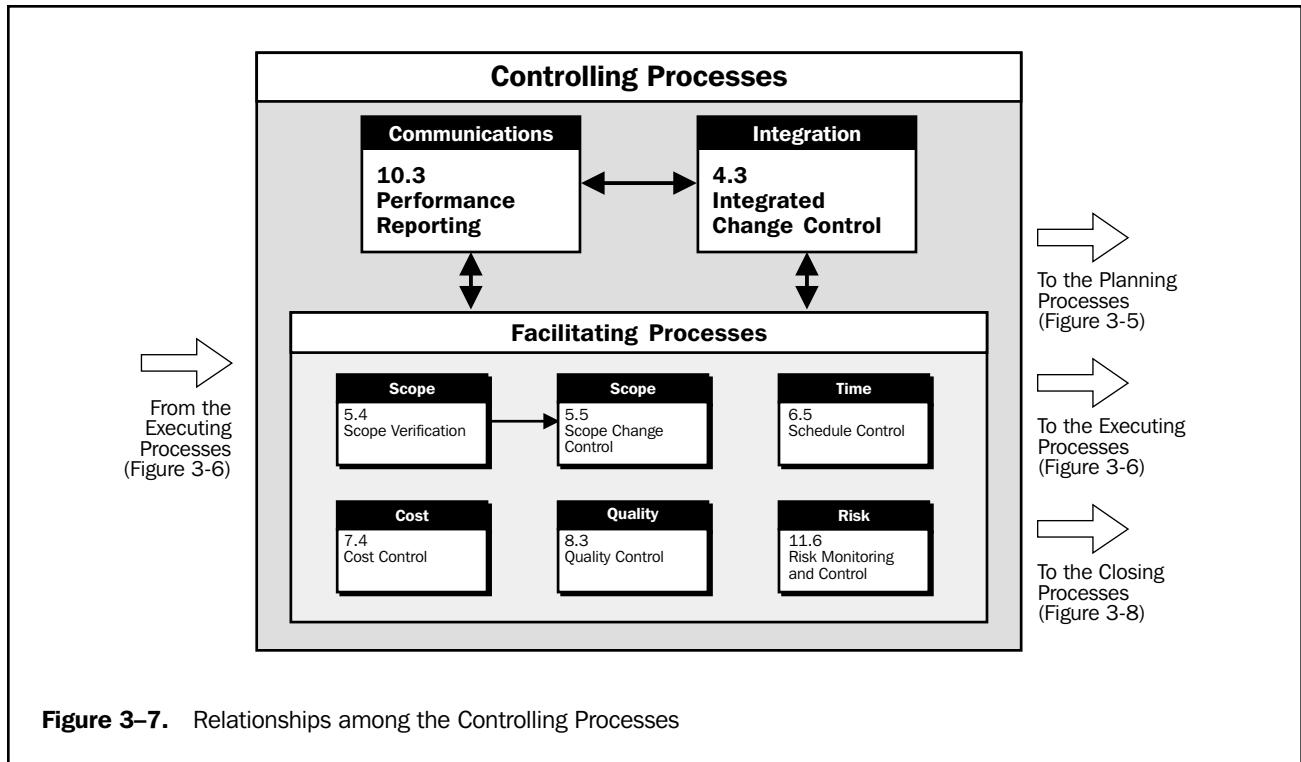 Controlling Processes
Communications
10.3
Performance
Reporting
Integration
4.3
Integrated
Change Control
Facilitating Processes
Scope
5.4
Scope Verification
Scope
5.5
Scope Change
Control
Time
6.5
Schedule Control
Cost
7.4
Cost Control
Quality
8.3
Quality Control
Risk
11.6
Risk Monitoring
and Control
From the
Executing
Processes
(Figure 3-6)
To the Planning
Processes
(Figure 3-5)
To the Executing
Processes
(Figure 3-6)
To the Closing
Processes
(Figure 3-8)
Figure 3–7. Relationships among the Controlling Processes